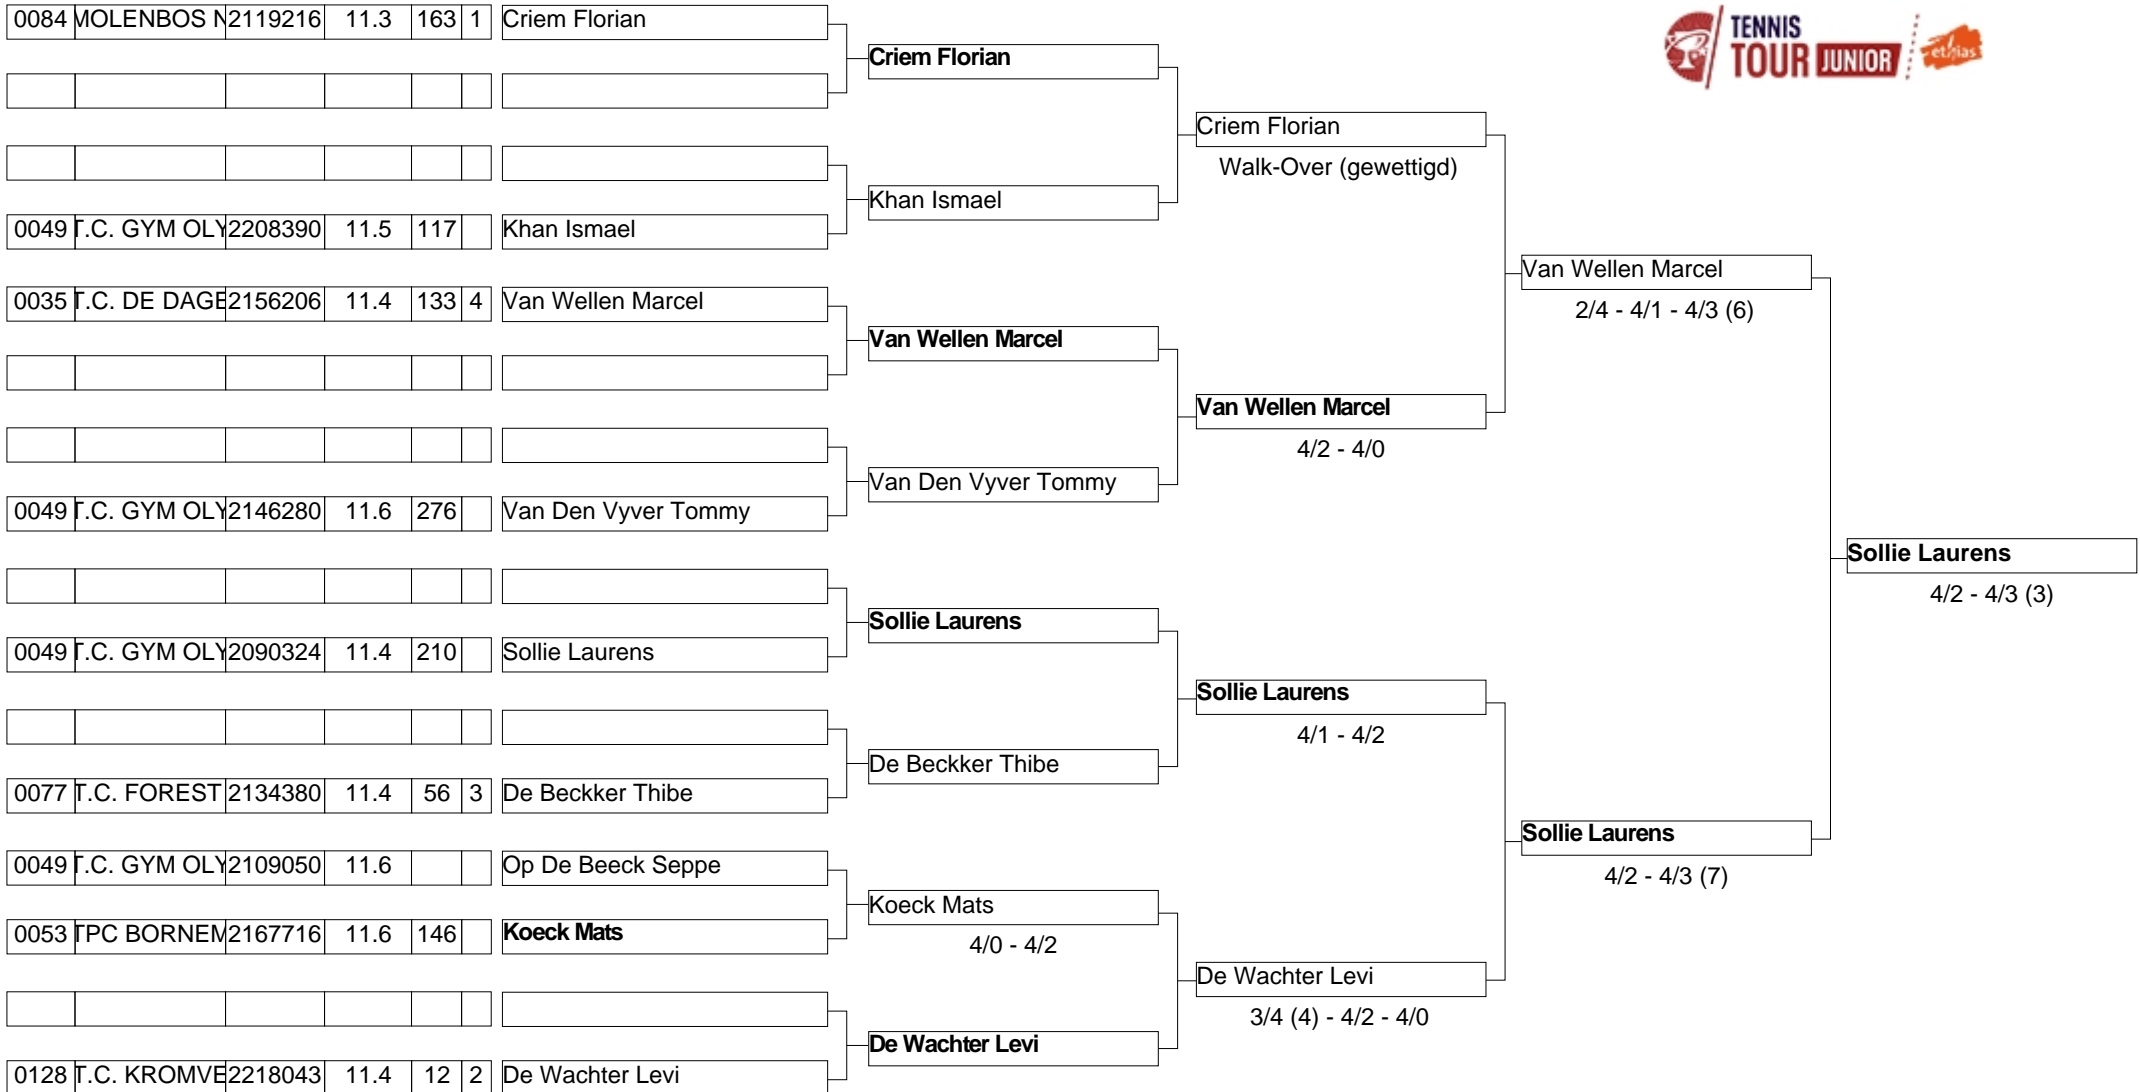 0084 MOLENBOS N 2119216 11.3 163 1 Criem Florian
TENNIS
TOUR JUNIOR
ethias
Criem Florian
Criem Florian
Walk-Over (gewettigd)
Khan Ismael
0049 T.C. GYM OLY 2208390 11.5 117 Khan Ismael
Van Wellen Marcel
2/4 - 4/1 - 4/3 (6)
0035 T.C. DE DAGE 2156206 11.4 133 4 Van Wellen Marcel
Van Wellen Marcel
Van Wellen Marcel
4/2 - 4/0
Van Den Vyver Tommy
0049 T.C. GYM OLY 2146280 11.6 276 Van Den Vyver Tommy
Sollie Laurens
4/2 - 4/3 (3)
Sollie Laurens
0049 T.C. GYM OLY 2090324 11.4 210 Sollie Laurens
Sollie Laurens
4/1 - 4/2
De Beckker Thibe
0077 T.C. FOREST 2134380 11.4 56 3 De Beckker Thibe
Sollie Laurens
4/2 - 4/3 (7)
0049 T.C. GYM OLY 2109050 11.6 Op De Beeck Seppe
Koeck Mats
4/0 - 4/2
0053 TPC BORNEM 2167716 11.6 146 Koeck Mats
De Wachter Levi
3/4 (4) - 4/2 - 4/0
De Wachter Levi
0128 T.C. KROMVE 2218043 11.4 12 2 De Wachter Levi